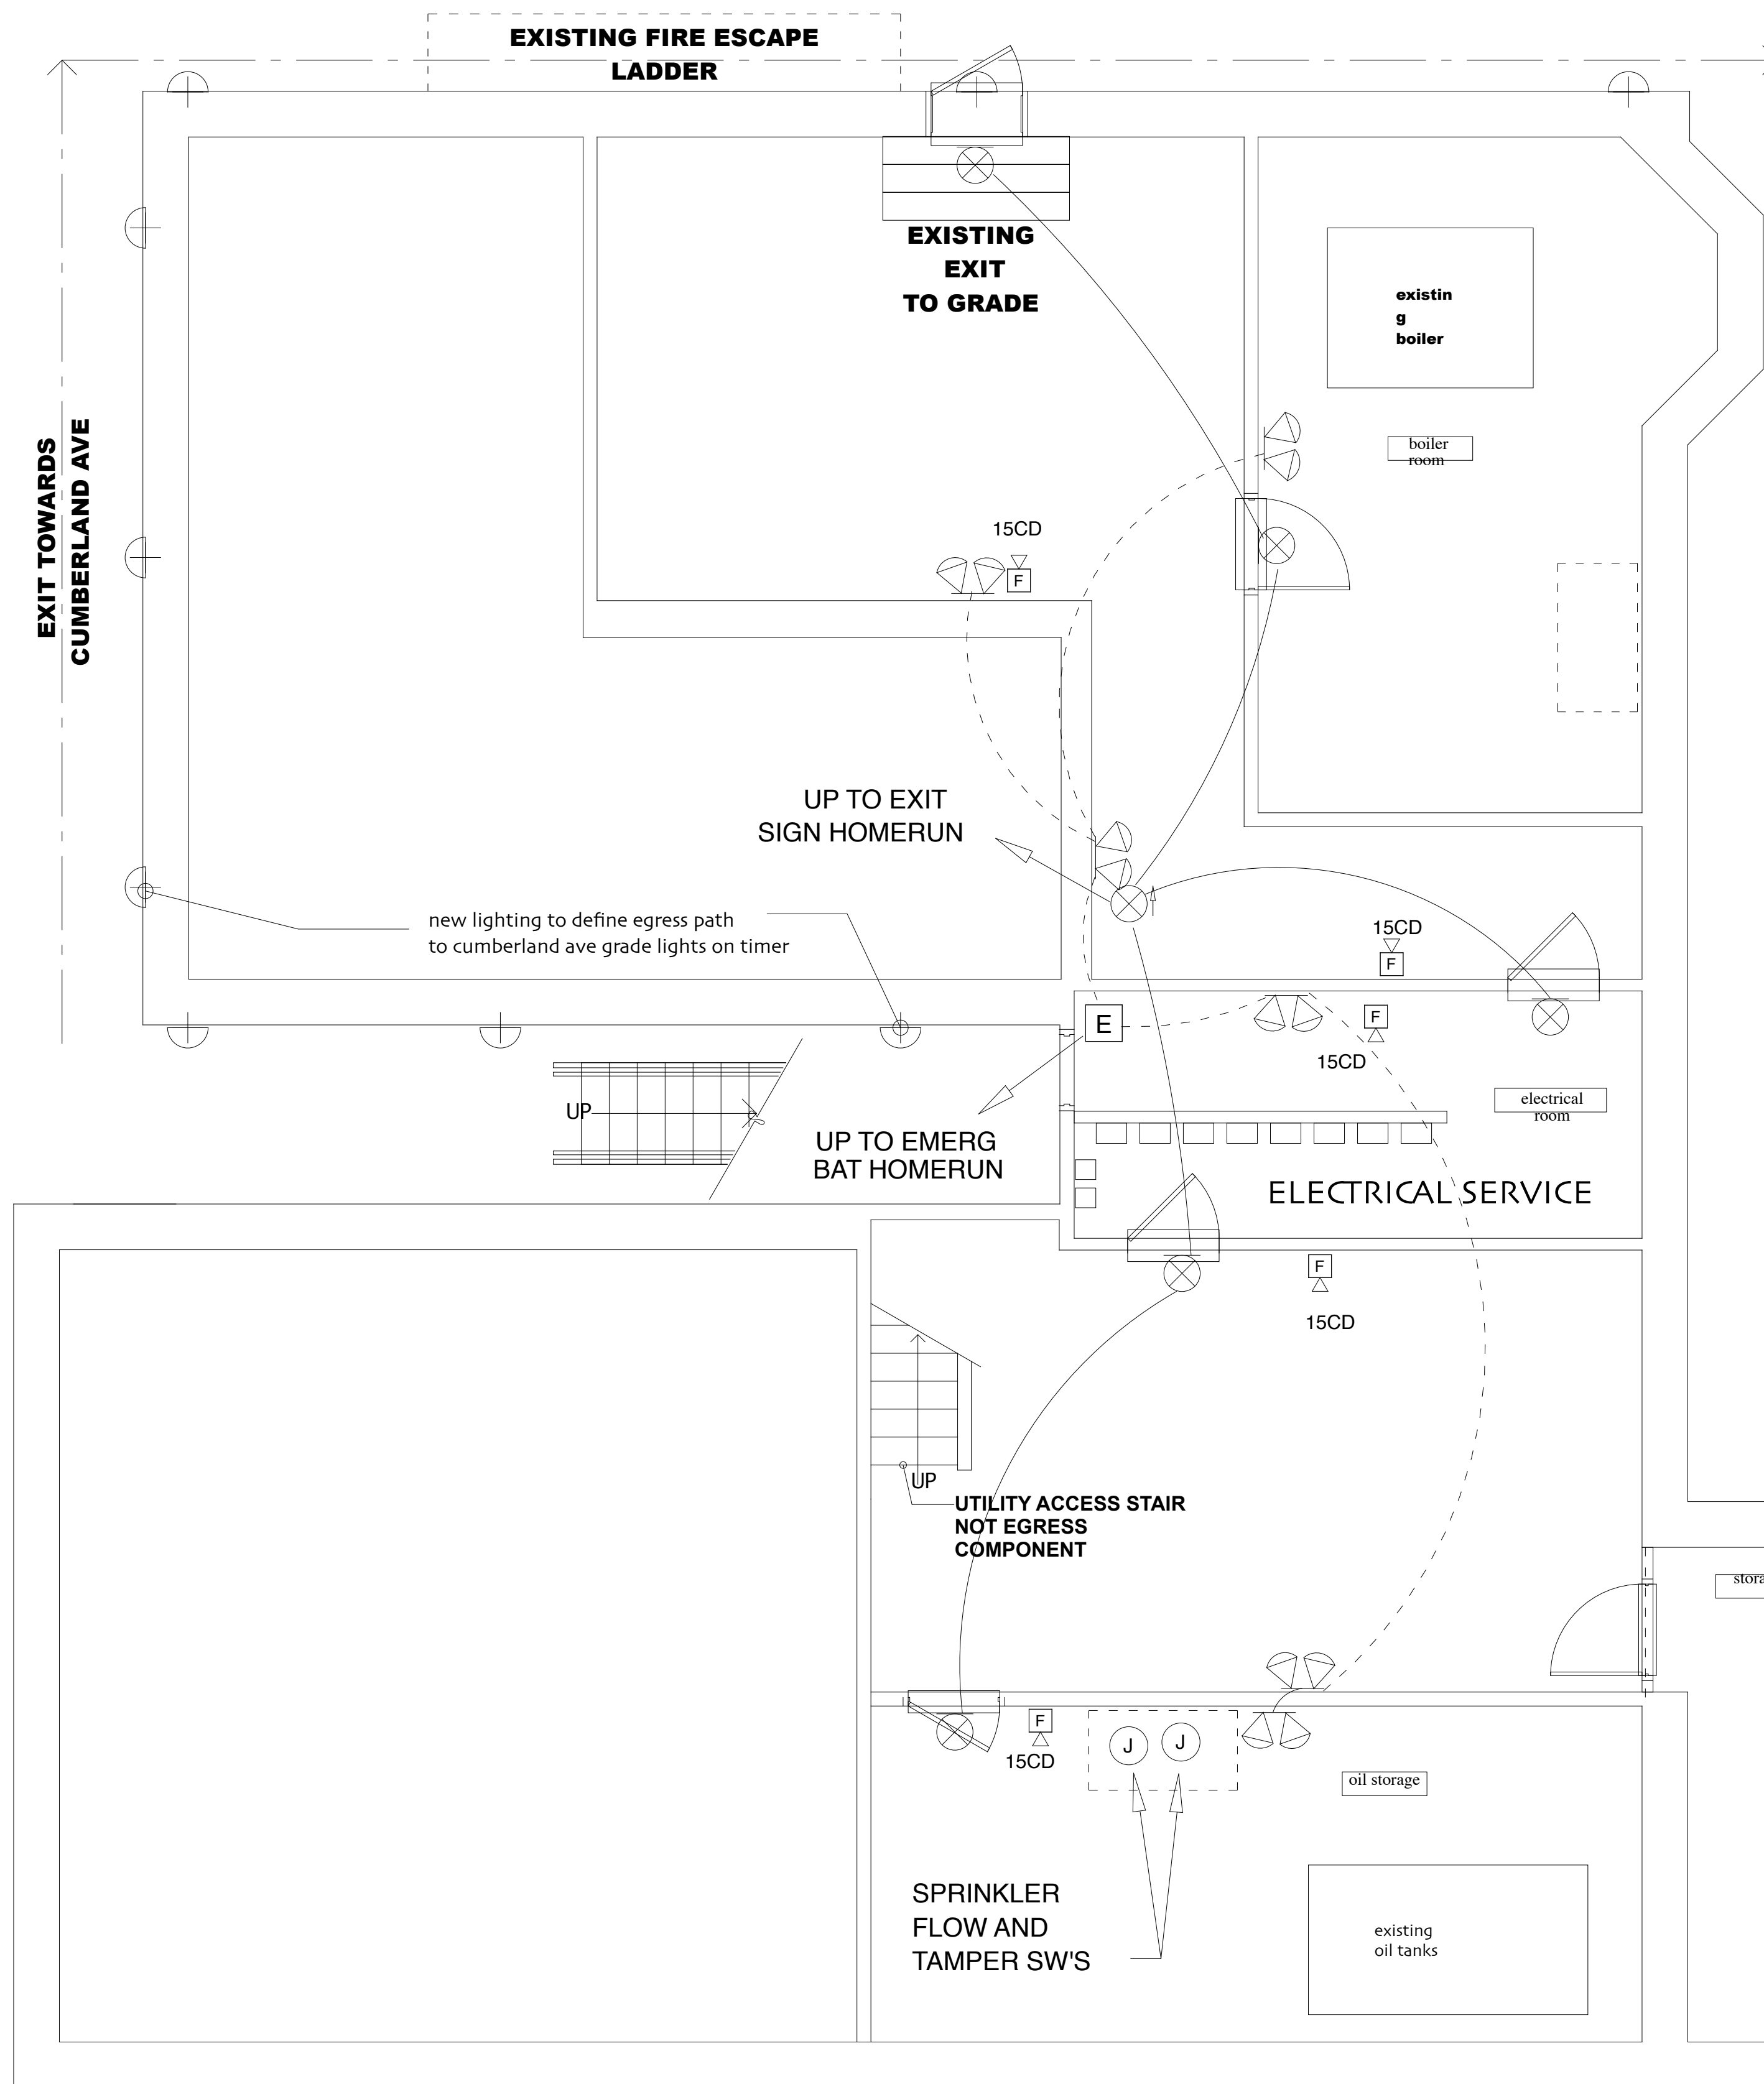 EXISTING FIRE ESCAPE
LADDER
EXISTING
EXIT
TO GRADE
existin
g
boiler
boiler
room
EXIT TOWARDS
CUMBERLAND AVE
15CD
F
UP TO EXIT
SIGN HOMERUN
new lighting to define egress path
to cumberland ave grade lights on timer
15CD
F
E
F
15CD
electrical
room
UP
UP TO EMERG
BAT HOMERUN
ELECTRICAL SERVICE
F
15CD
UP
UTILITY ACCESS STAIR
NOT EGRESS
COMPONENT
F
15CD
J
J
oil storage
SPRINKLER
FLOW AND
TAMPER SW'S
existing
oil tanks